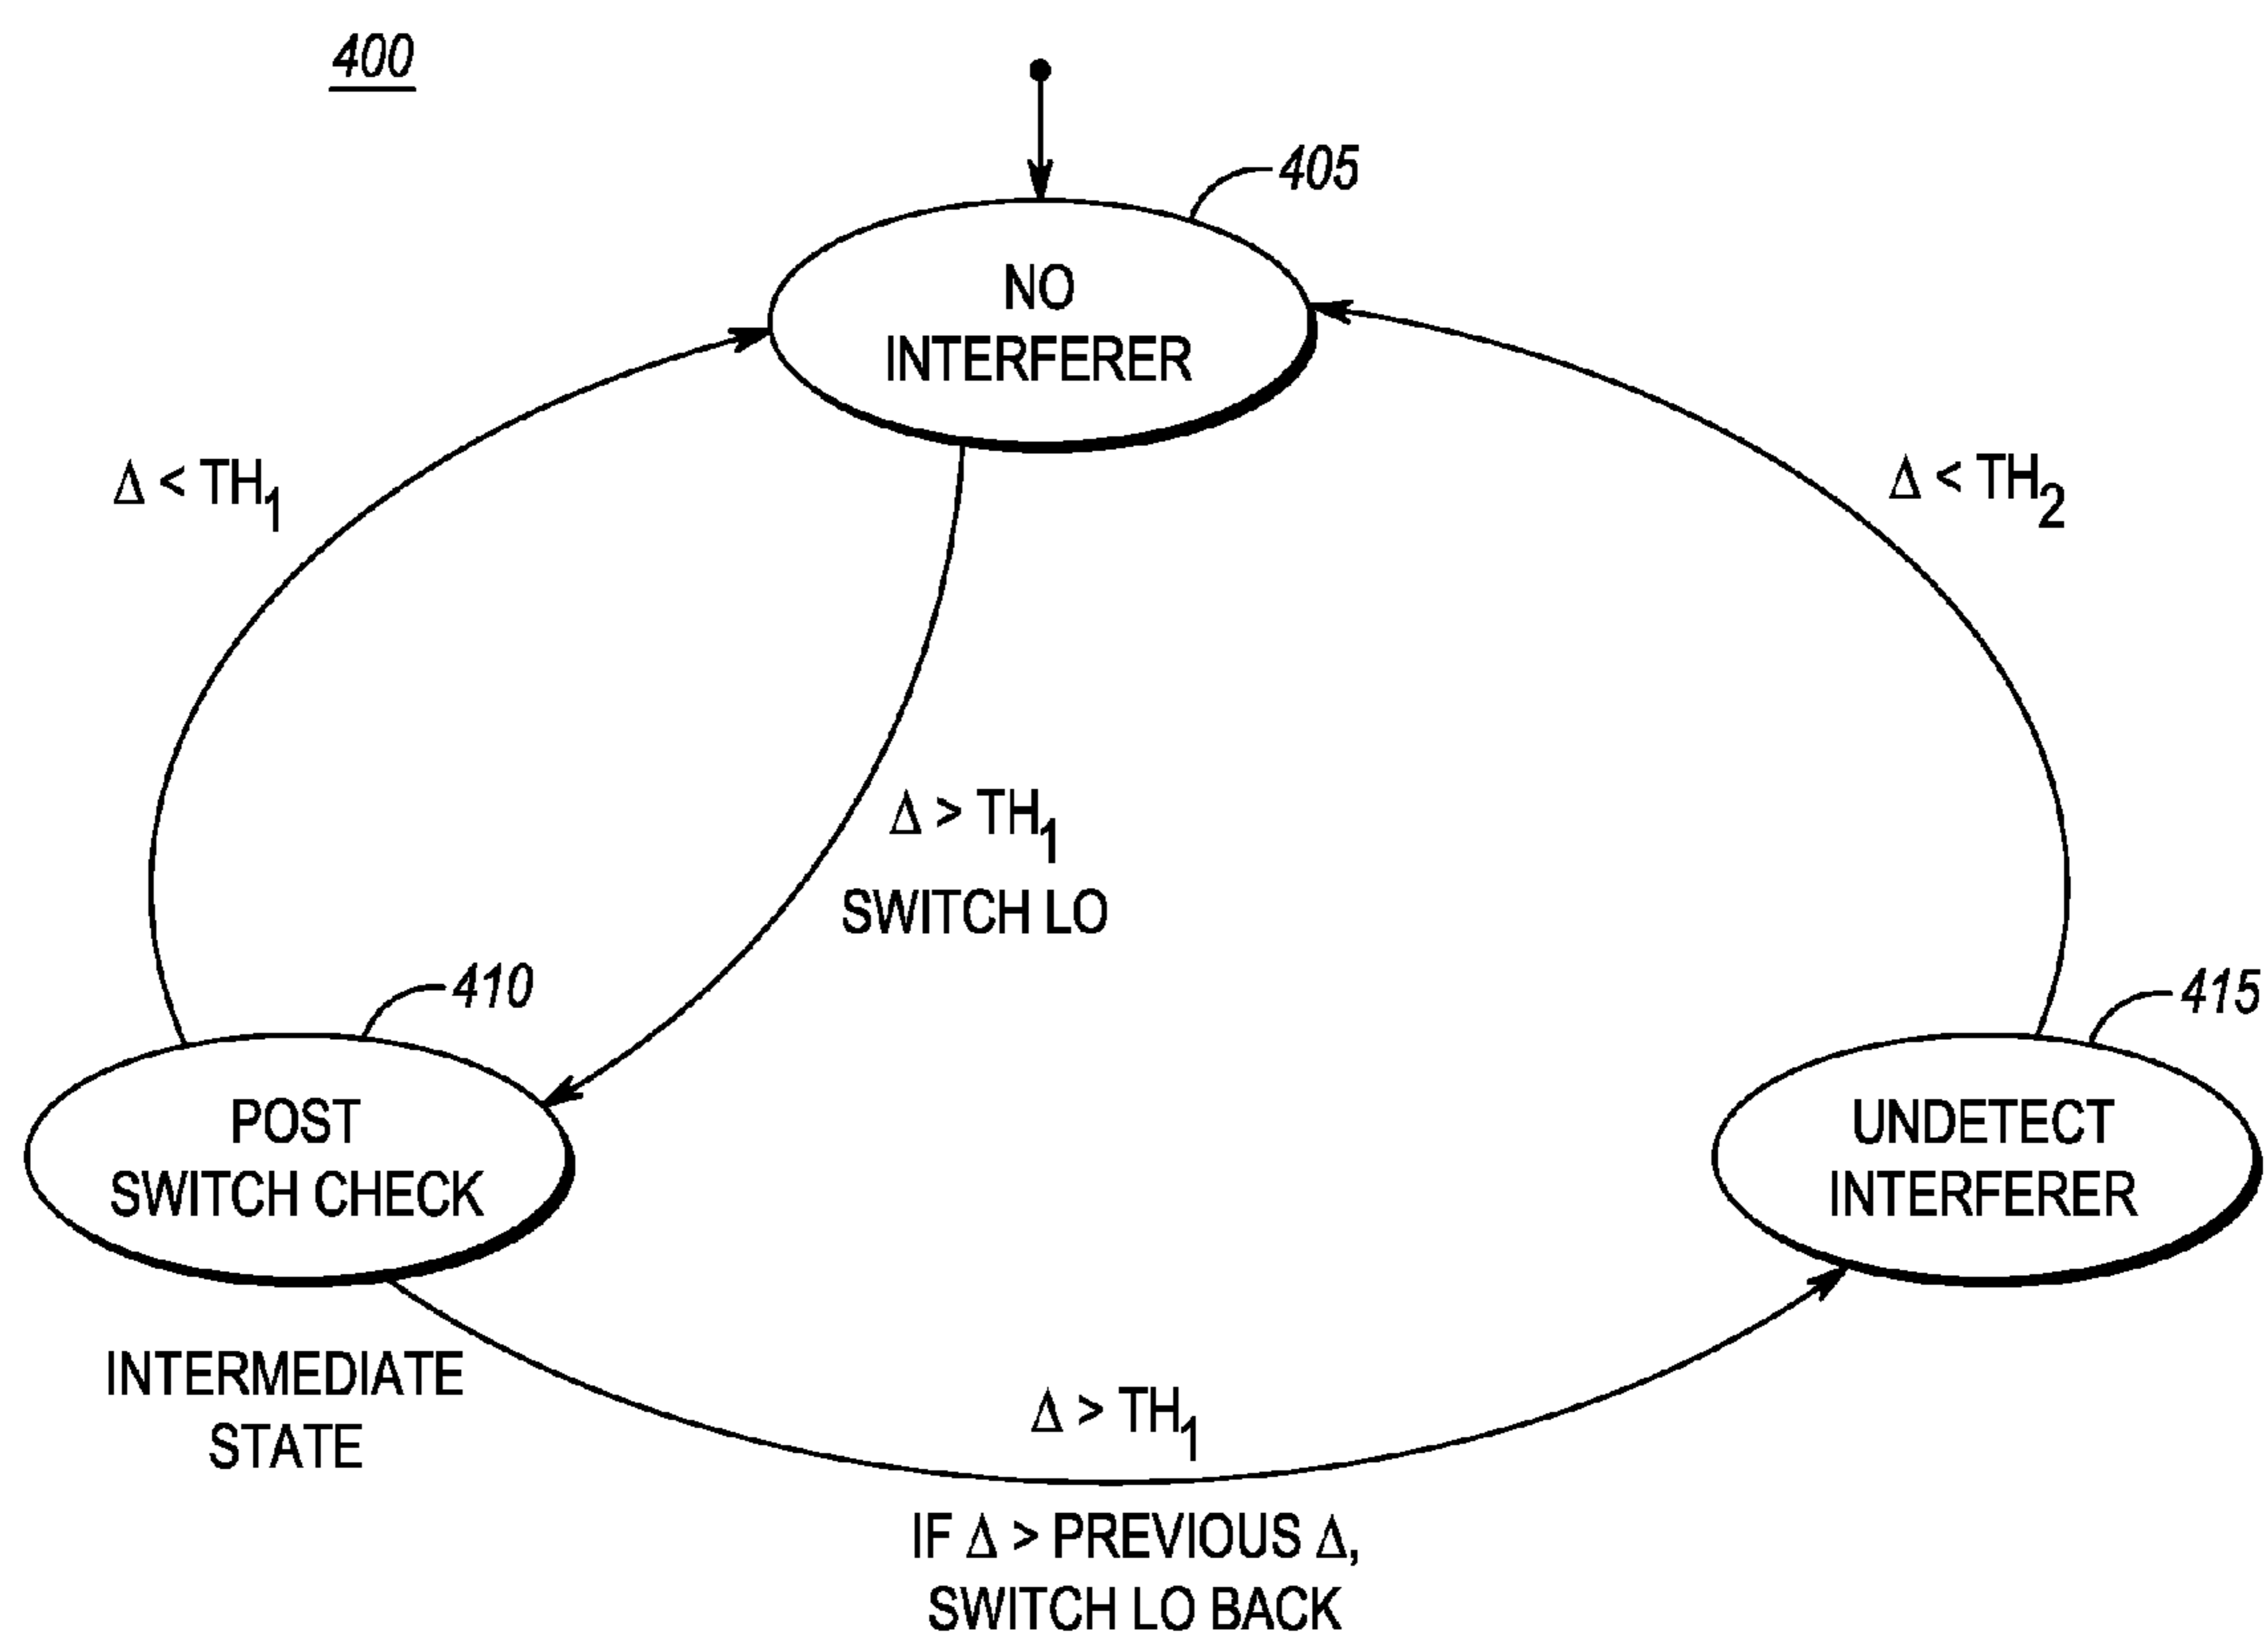 400
405
NO
INTERFERER
Δ < TH₁
Δ < TH₂
Δ > TH₁
SWITCH LO
410
415
POST
SWITCH CHECK
UNDETECT
INTERFERER
INTERMEDIATE
STATE
Δ > TH₁
IF Δ > PREVIOUS Δ,
SWITCH LO BACK